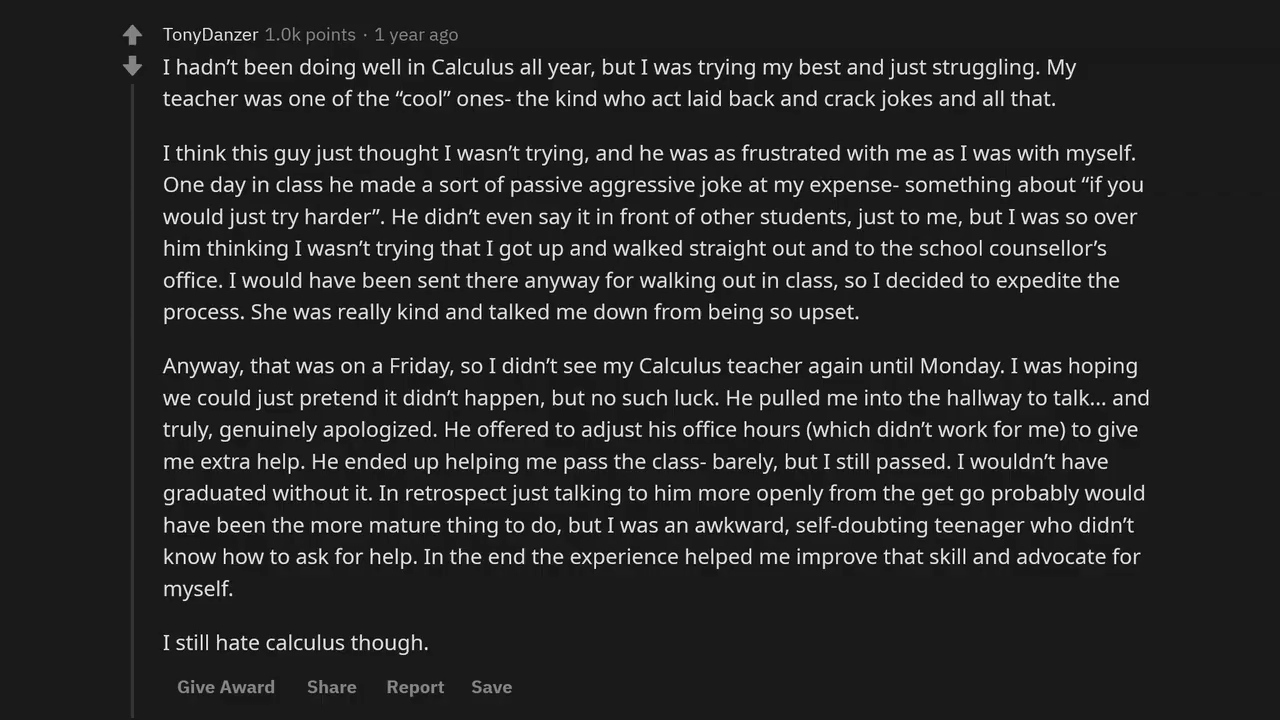 TonyDanzer 1.0k points · 1 year ago
I hadn’t been doing well in Calculus all year, but I was trying my best and just struggling. My
teacher was one of the “cool” ones- the kind who act laid back and crack jokes and all that.
I think this guy just thought I wasn’t trying, and he was as frustrated with me as I was with myself.
One day in class he made a sort of passive aggressive joke at my expense- something about “if you
would just try harder”. He didn’t even say it in front of other students, just to me, but I was so over
him thinking I wasn’t trying that I got up and walked straight out and to the school counsellor’s
office. I would have been sent there anyway for walking out in class, so I decided to expedite the
process. She was really kind and talked me down from being so upset.
Anyway, that was on a Friday, so I didn’t see my Calculus teacher again until Monday. I was hoping
we could just pretend it didn’t happen, but no such luck. He pulled me into the hallway to talk... and
truly, genuinely apologized. He offered to adjust his office hours (which didn’t work for me) to give
me extra help. He ended up helping me pass the class- barely, but I still passed. I wouldn’t have
graduated without it. In retrospect just talking to him more openly from the get go probably would
have been the more mature thing to do, but I was an awkward, self-doubting teenager who didn’t
know how to ask for help. In the end the experience helped me improve that skill and advocate for
myself.
I still hate calculus though.
Give Award Share Report Save